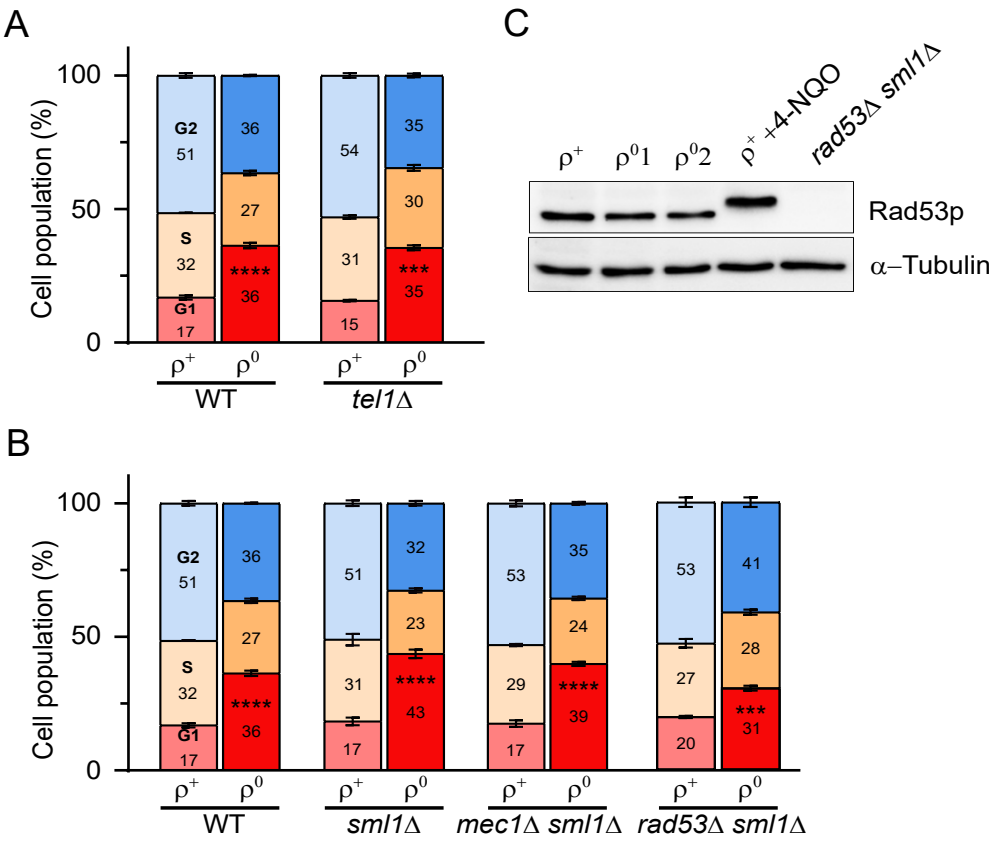 A
Cell population (%)
100
50
0
G2
51
S
32
G1
17
36
27
****
36
54
31
15
35
30
***
35
ρ⁺ ρ⁰ ρ⁺ ρ⁰
WT tel1Δ
C
ρ⁺ ρ⁰1 ρ⁰2 ρ⁺ +4-NQO rad53Δ sml1Δ
Rad53p
α–Tubulin
B
Cell population (%)
100
50
0
G2
51
S
32
G1
17
36
27
****
36
51
31
17
32
23
****
43
53
29
17
35
24
****
39
53
27
20
41
28
***
31
ρ⁺ ρ⁰ ρ⁺ ρ⁰ ρ⁺ ρ⁰ ρ⁺ ρ⁰
WT sml1Δ mec1Δ sml1Δ rad53Δ sml1Δ